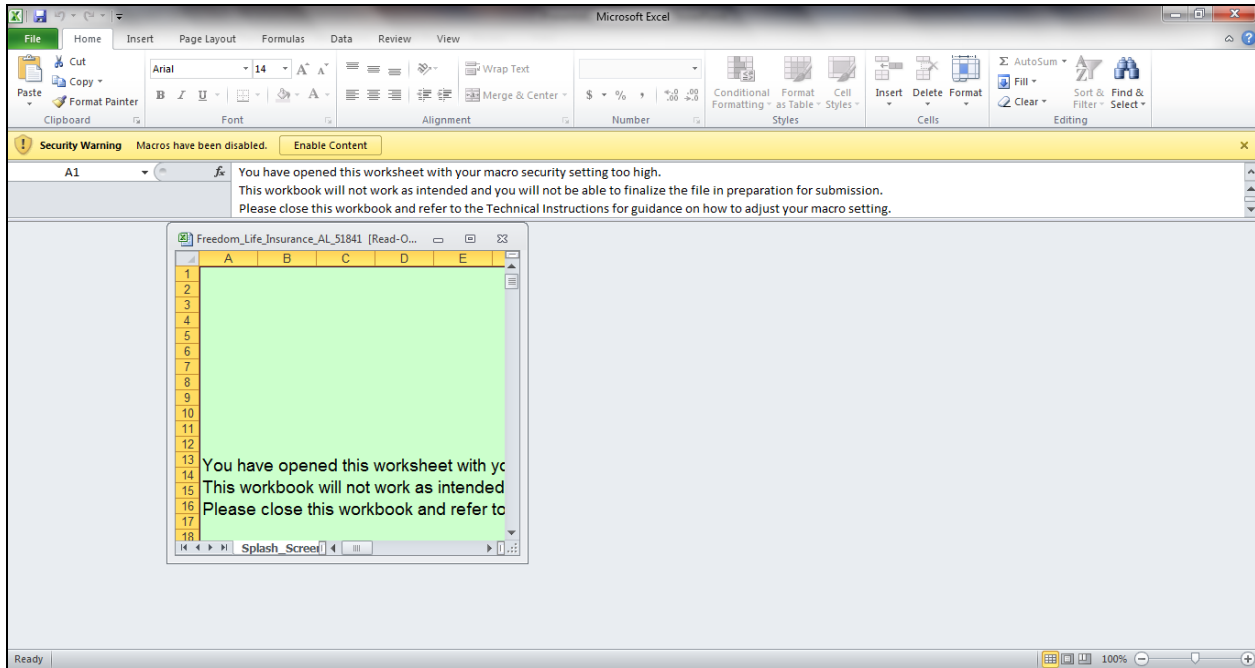 Microsoft Excel
File Home Insert Page Layout Formulas Data Review View
Paste
Cut
Copy
Format Painter
Clipboard
Arial 14 A A
B I U A
Font
Wrap Text
Merge & Center
Alignment
$ % , .0 .00 .00 .0
Number
Conditional Formatting
Format as Table
Cell Styles
Styles
Insert Delete Format
Cells
Σ AutoSum
Fill
Clear
Sort & Filter
Find & Select
Editing
Security Warning Macros have been disabled. Enable Content
A1 fx You have opened this worksheet with your macro security setting too high.
This workbook will not work as intended and you will not be able to finalize the file in preparation for submission.
Please close this workbook and refer to the Technical Instructions for guidance on how to adjust your macro setting.
Freedom_Life_Insurance_AL_51841 [Read-O...
A B C D E
1
2
3
4
5
6
7
8
9
10
11
12
13
14
15
16
17
18
You have opened this worksheet with yo
This workbook will not work as intended
Please close this workbook and refer to
Splash_Screen
Ready 100%